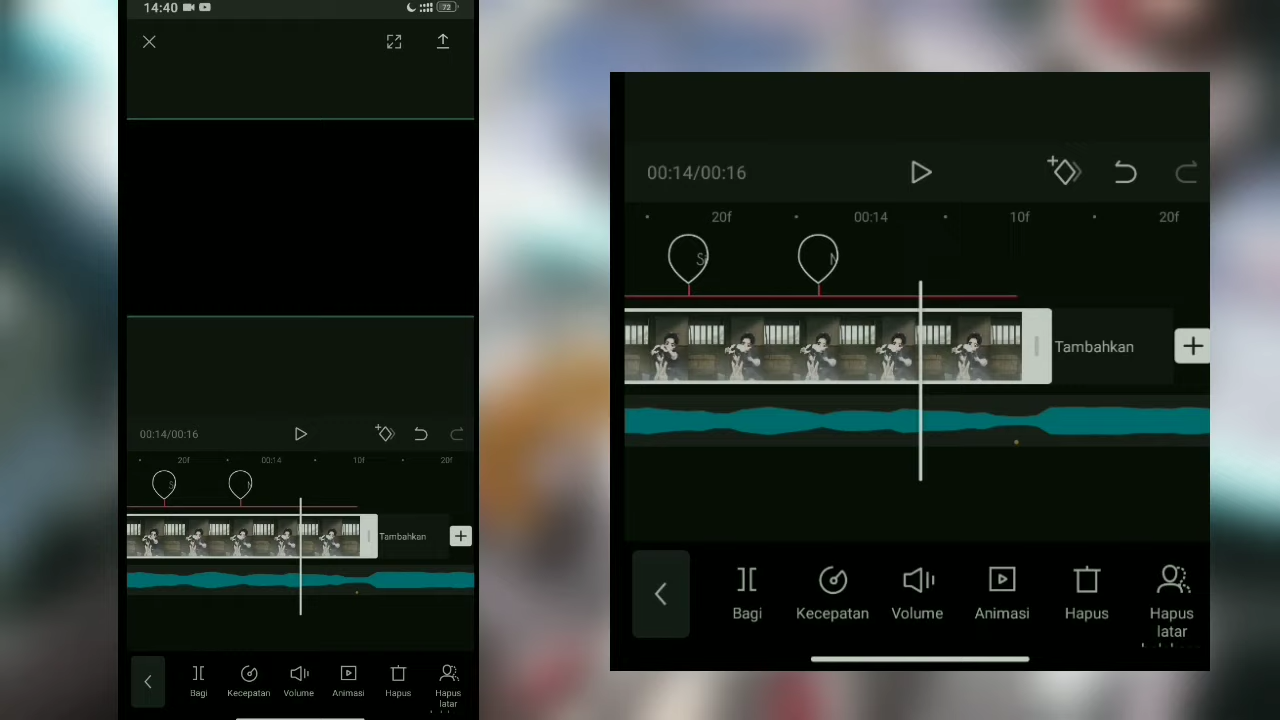 14:40
72
00:14/00:16
20f
00:14
10f
20f
S
N
Tambahkan
Bagi
Kecepatan
Volume
Animasi
Hapus
Hapus
latar
00:14/00:16
20f
00:14
10f
20f
S
N
Tambahkan
Bagi
Kecepatan
Volume
Animasi
Hapus
Hapus
latar